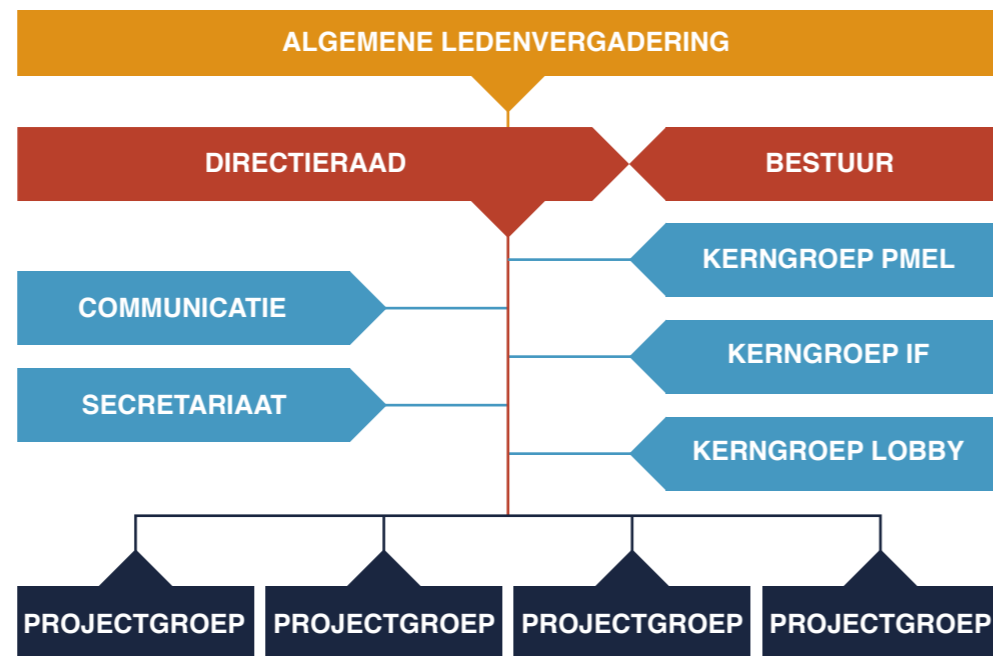 ALGEMENE LEDENVERGADERING
DIRECTIERAAD
BESTUUR
KERNGROEP PMEL
COMMUNICATIE
KERNGROEP IF
SECRETARIAAT
KERNGROEP LOBBY
PROJECTGROEP
PROJECTGROEP
PROJECTGROEP
PROJECTGROEP